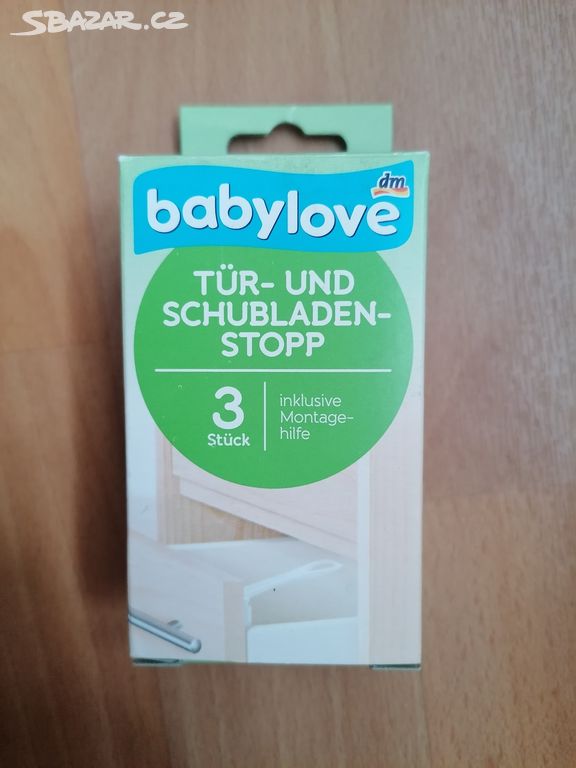 SBAZAR.CZ
dm
babylove
TÜR- UND
SCHUBLADEN-
STOPP
3
Stück
inklusive
Montage-
hilfe